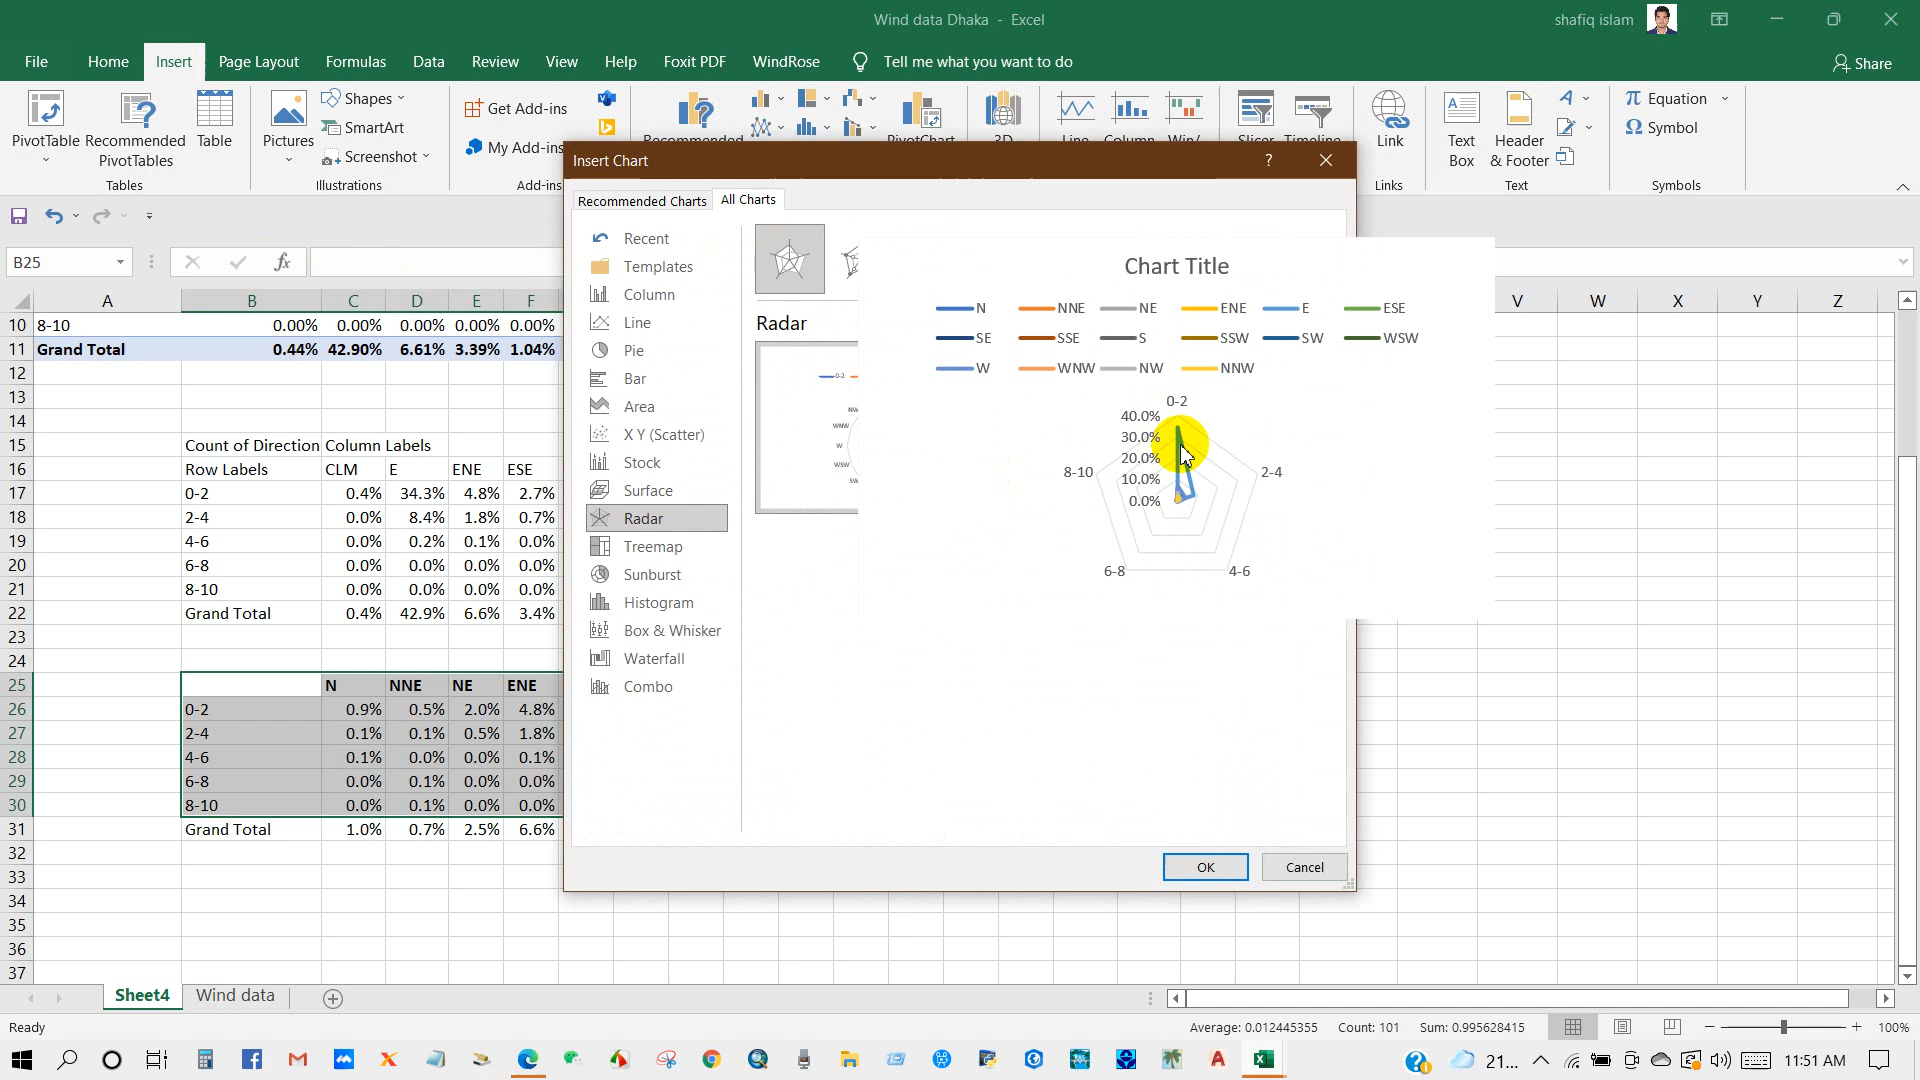 Wind data Dhaka - Excel
shafiq islam
File Home Insert Page Layout Formulas Data Review View Help Foxit PDF WindRose Tell me what you want to do
Share
PivotTable
Recommended PivotTables
Table
Tables
Pictures
Shapes
SmartArt
Screenshot
Illustrations
Get Add-ins
My Add-ins
Add-ins
Link
Links
Text Box
Header & Footer
Text
Equation
Symbol
Symbols
B25
Insert Chart
Recommended Charts All Charts
Recent
Templates
Column
Line
Pie
Bar
Area
X Y (Scatter)
Stock
Surface
Radar
Treemap
Sunburst
Histogram
Box & Whisker
Waterfall
Combo
Radar
0-2
NW
WNW
W
WSW
Chart Title
N NNE NE ENE E ESE
SE SSE S SSW SW WSW
W WNW NW NNW
0-2
40.0%
30.0%
20.0%
10.0%
0.0%
8-10
2-4
6-8
4-6
OK Cancel
A B C D E F V W X Y Z
10 8-10 0.00% 0.00% 0.00% 0.00% 0.00%
11 Grand Total 0.44% 42.90% 6.61% 3.39% 1.04%
12
13
14
15 Count of Direction Column Labels
16 Row Labels CLM E ENE ESE
17 0-2 0.4% 34.3% 4.8% 2.7%
18 2-4 0.0% 8.4% 1.8% 0.7%
19 4-6 0.0% 0.2% 0.1% 0.0%
20 6-8 0.0% 0.0% 0.0% 0.0%
21 8-10 0.0% 0.0% 0.0% 0.0%
22 Grand Total 0.4% 42.9% 6.6% 3.4%
23
24
25 N NNE NE ENE
26 0-2 0.9% 0.5% 2.0% 4.8%
27 2-4 0.1% 0.1% 0.5% 1.8%
28 4-6 0.1% 0.0% 0.0% 0.1%
29 6-8 0.0% 0.1% 0.0% 0.0%
30 8-10 0.0% 0.1% 0.0% 0.0%
31 Grand Total 1.0% 0.7% 2.5% 6.6%
32
33
34
35
36
37
Sheet4 Wind data
Ready
Average: 0.012445355 Count: 101 Sum: 0.995628415 100%
21... 11:51 AM